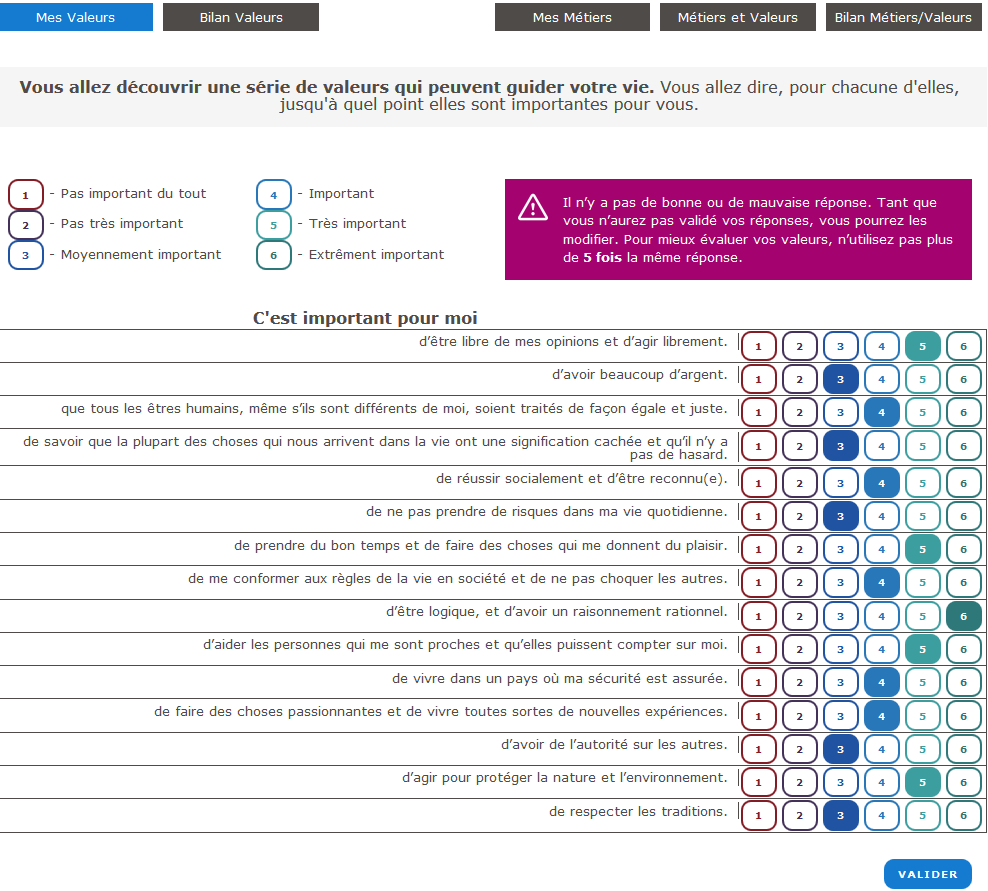 Mes Valeurs
Bilan Valeurs
Mes Métiers
Métiers et Valeurs
Bilan Métiers/Valeurs
Vous allez découvrir une série de valeurs qui peuvent guider votre vie. Vous allez dire, pour chacune d'elles,
jusqu'à quel point elles sont importantes pour vous.
1 - Pas important du tout
2 - Pas très important
3 - Moyennement important
4 - Important
5 - Très important
6 - Extrêment important
Il n’y a pas de bonne ou de mauvaise réponse. Tant que
vous n’aurez pas validé vos réponses, vous pourrez les
modifier. Pour mieux évaluer vos valeurs, n’utilisez pas plus
de 5 fois la même réponse.
C'est important pour moi
d’être libre de mes opinions et d’agir librement. 1 2 3 4 5 6
d’avoir beaucoup d’argent. 1 2 3 4 5 6
que tous les êtres humains, même s’ils sont différents de moi, soient traités de façon égale et juste. 1 2 3 4 5 6
de savoir que la plupart des choses qui nous arrivent dans la vie ont une signification cachée et qu’il n’y a
pas de hasard. 1 2 3 4 5 6
de réussir socialement et d’être reconnu(e). 1 2 3 4 5 6
de ne pas prendre de risques dans ma vie quotidienne. 1 2 3 4 5 6
de prendre du bon temps et de faire des choses qui me donnent du plaisir. 1 2 3 4 5 6
de me conformer aux règles de la vie en société et de ne pas choquer les autres. 1 2 3 4 5 6
d’être logique, et d’avoir un raisonnement rationnel. 1 2 3 4 5 6
d’aider les personnes qui me sont proches et qu’elles puissent compter sur moi. 1 2 3 4 5 6
de vivre dans un pays où ma sécurité est assurée. 1 2 3 4 5 6
de faire des choses passionnantes et de vivre toutes sortes de nouvelles expériences. 1 2 3 4 5 6
d’avoir de l’autorité sur les autres. 1 2 3 4 5 6
d’agir pour protéger la nature et l’environnement. 1 2 3 4 5 6
de respecter les traditions. 1 2 3 4 5 6
VALIDER